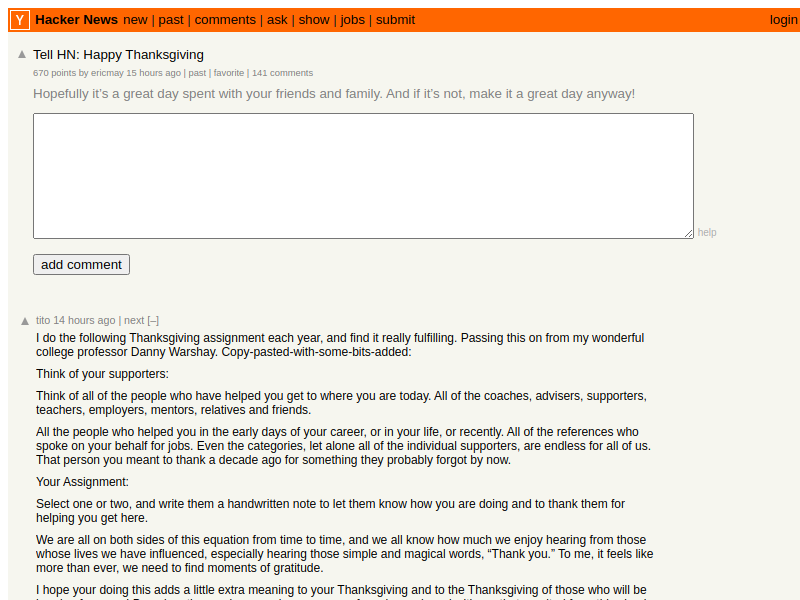 Y Hacker News new | past | comments | ask | show | jobs | submit login
▲ Tell HN: Happy Thanksgiving
670 points by ericmay 15 hours ago | past | favorite | 141 comments
Hopefully it’s a great day spent with your friends and family. And if it’s not, make it a great day anyway!
help
add comment
▲ tito 14 hours ago | next [–]
I do the following Thanksgiving assignment each year, and find it really fulfilling. Passing this on from my wonderful
college professor Danny Warshay. Copy-pasted-with-some-bits-added:
Think of your supporters:
Think of all of the people who have helped you get to where you are today. All of the coaches, advisers, supporters,
teachers, employers, mentors, relatives and friends.
All the people who helped you in the early days of your career, or in your life, or recently. All of the references who
spoke on your behalf for jobs. Even the categories, let alone all of the individual supporters, are endless for all of us.
That person you meant to thank a decade ago for something they probably forgot by now.
Your Assignment:
Select one or two, and write them a handwritten note to let them know how you are doing and to thank them for
helping you get here.
We are all on both sides of this equation from time to time, and we all know how much we enjoy hearing from those
whose lives we have influenced, especially hearing those simple and magical words, “Thank you.” To me, it feels like
more than ever, we need to find moments of gratitude.
I hope your doing this adds a little extra meaning to your Thanksgiving and to the Thanksgiving of those who will be